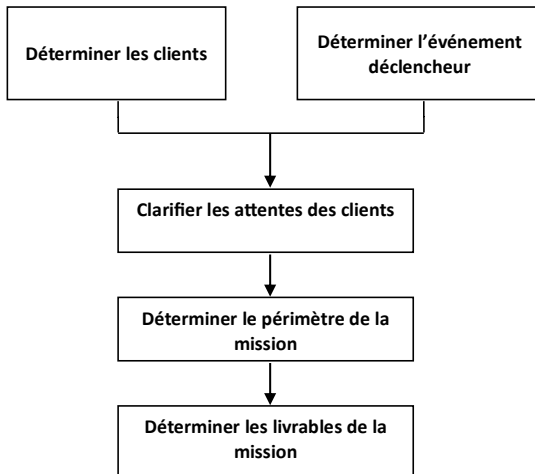 Déterminer les clients
Déterminer l’événement
déclencheur
Clarifier les attentes des clients
Déterminer le périmètre de la
mission
Déterminer les livrables de la
mission